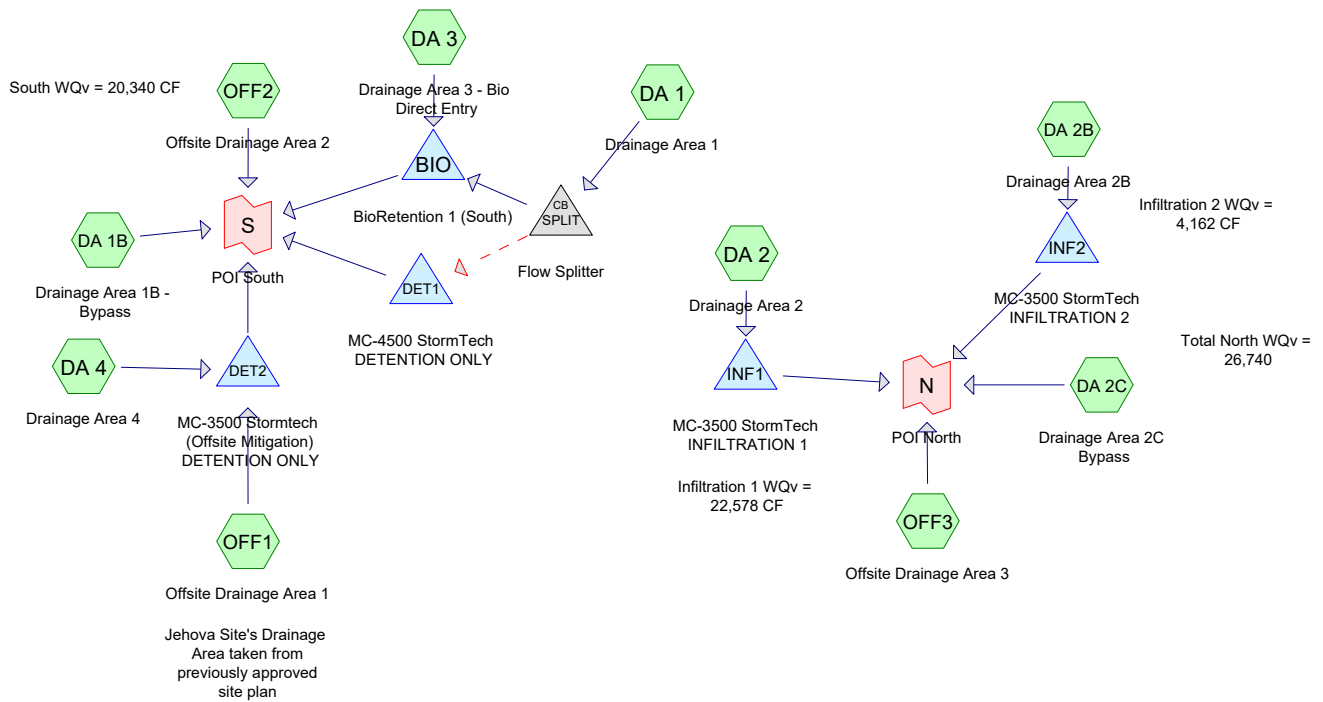 DA 3
Drainage Area 3 - Bio
Direct Entry
South WQv = 20,340 CF
OFF2
Offsite Drainage Area 2
DA 1
Drainage Area 1
BIO
BioRetention 1 (South)
CB
SPLIT
Flow Splitter
S
POI South
DA 1B
Drainage Area 1B -
Bypass
DET1
MC-4500 StormTech
DETENTION ONLY
DA 4
Drainage Area 4
DET2
MC-3500 Stormtech
(Offsite Mitigation)
DETENTION ONLY
OFF1
Offsite Drainage Area 1
Jehova Site's Drainage
Area taken from
previously approved
site plan
DA 2B
Drainage Area 2B
Infiltration 2 WQv =
4,162 CF
INF2
MC-3500 StormTech
INFILTRATION 2
DA 2
Drainage Area 2
INF1
MC-3500 StormTech
INFILTRATION 1
Infiltration 1 WQv =
22,578 CF
Total North WQv =
26,740
N
POI North
DA 2C
Drainage Area 2C
Bypass
OFF3
Offsite Drainage Area 3